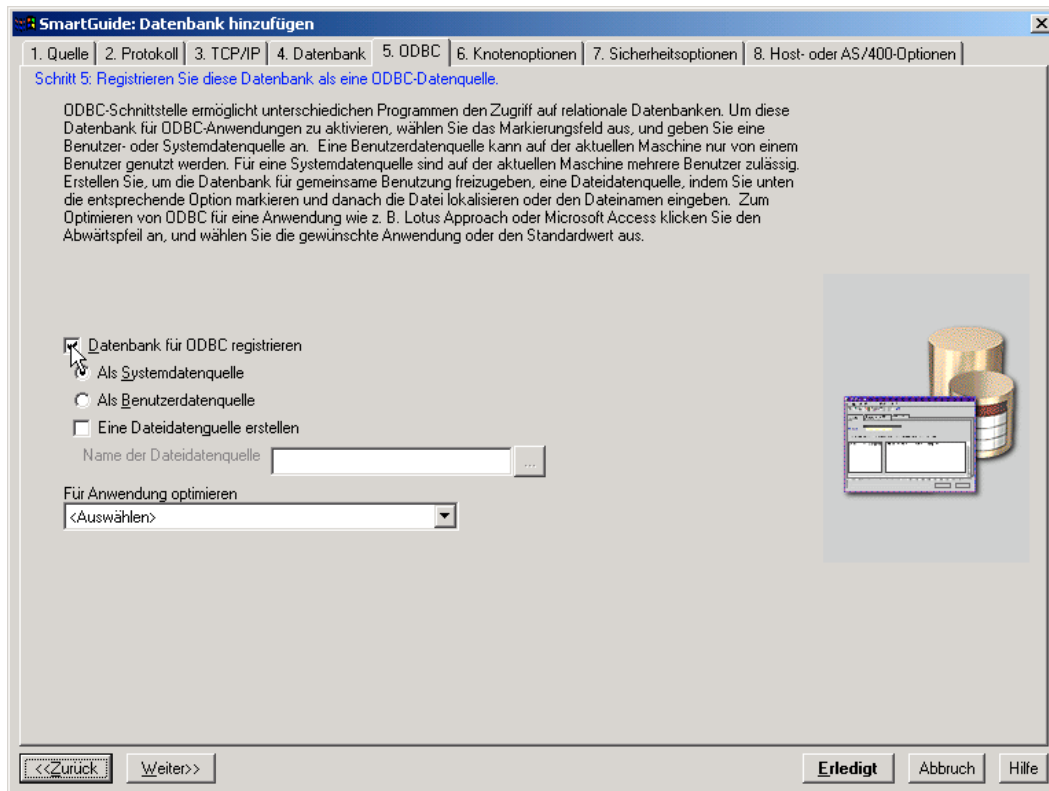 SmartGuide: Datenbank hinzufügen
1. Quelle 2. Protokoll 3. TCP/IP 4. Datenbank 5. ODBC 6. Knotenoptionen 7. Sicherheitsoptionen 8. Host- oder AS/400-Optionen
Schritt 5: Registrieren Sie diese Datenbank als eine ODBC-Datenquelle.
ODBC-Schnittstelle ermöglicht unterschiedichen Programmen den Zugriff auf relationale Datenbanken. Um diese
Datenbank für ODBC-Anwendungen zu aktivieren, wählen Sie das Markierungsfeld aus, und geben Sie eine
Benutzer- oder Systemdatenquelle an. Eine Benutzerdatenquelle kann auf der aktuellen Maschine nur von einem
Benutzer genutzt werden. Für eine Systemdatenquelle sind auf der aktuellen Maschine mehrere Benutzer zulässig.
Erstellen Sie, um die Datenbank für gemeinsame Benutzung freizugeben, eine Dateidatenquelle, indem Sie unten
die entsprechende Option markieren und danach die Datei lokalisieren oder den Dateinamen eingeben. Zum
Optimieren von ODBC für eine Anwendung wie z. B. Lotus Approach oder Microsoft Access klicken Sie den
Abwärtspfeil an, und wählen Sie die gewünschte Anwendung oder den Standardwert aus.
Datenbank für ODBC registrieren
Als Systemdatenquelle
Als Benutzerdatenquelle
Eine Dateidatenquelle erstellen
Name der Dateidatenquelle ...
Für Anwendung optimieren
<Auswählen>
<<Zurück Weiter>> Erledigt Abbruch Hilfe